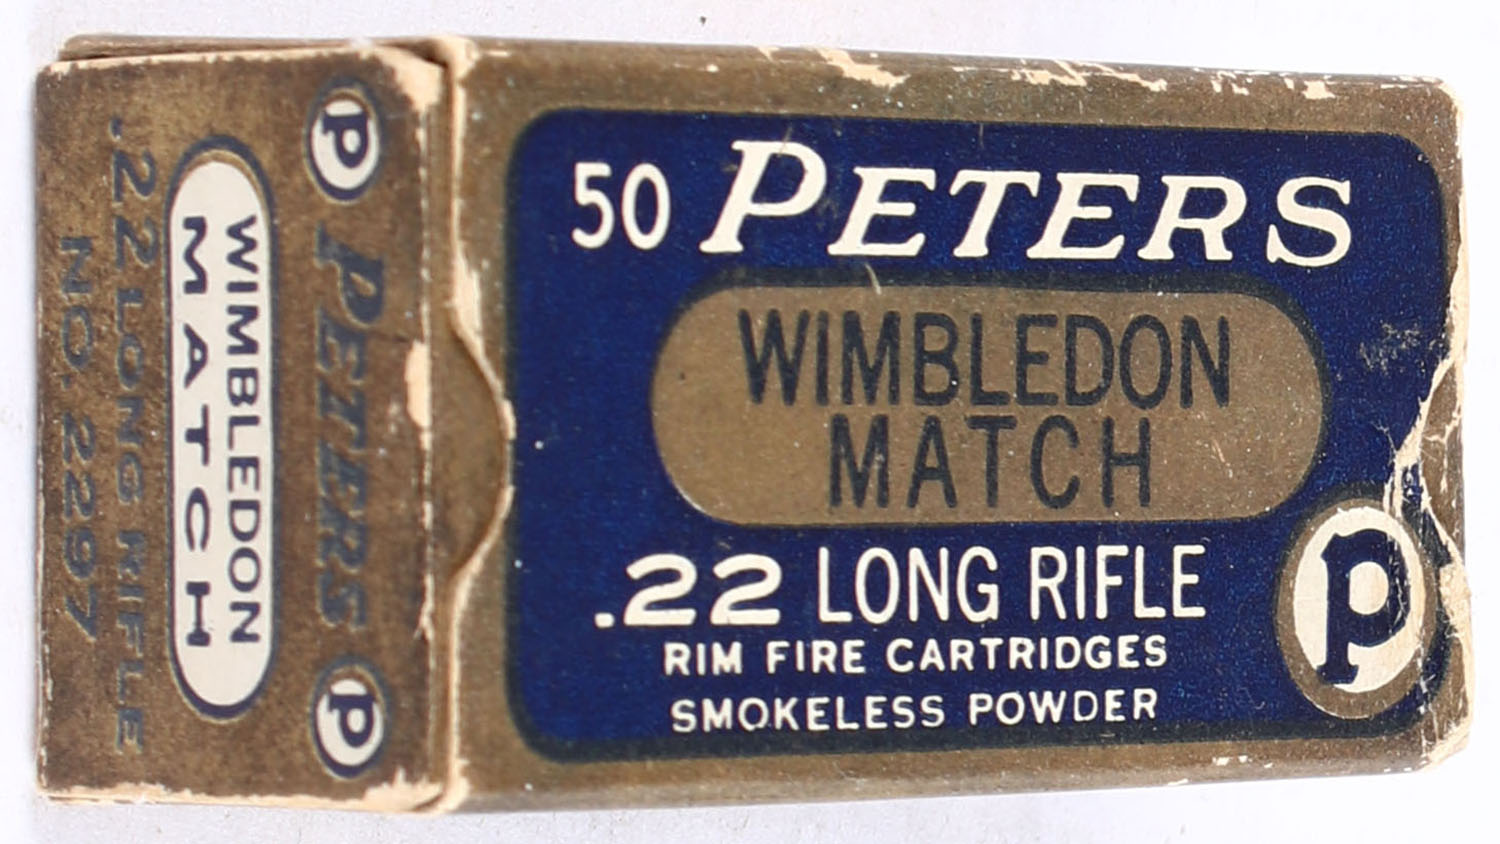 50 PETERS
WIMBLEDON
MATCH
.22 LONG RIFLE
RIM FIRE CARTRIDGES
SMOKELESS POWDER
P
P PETERS P
WIMBLEDON
MATCH
.22 LONG RIFLE
NO. 2297